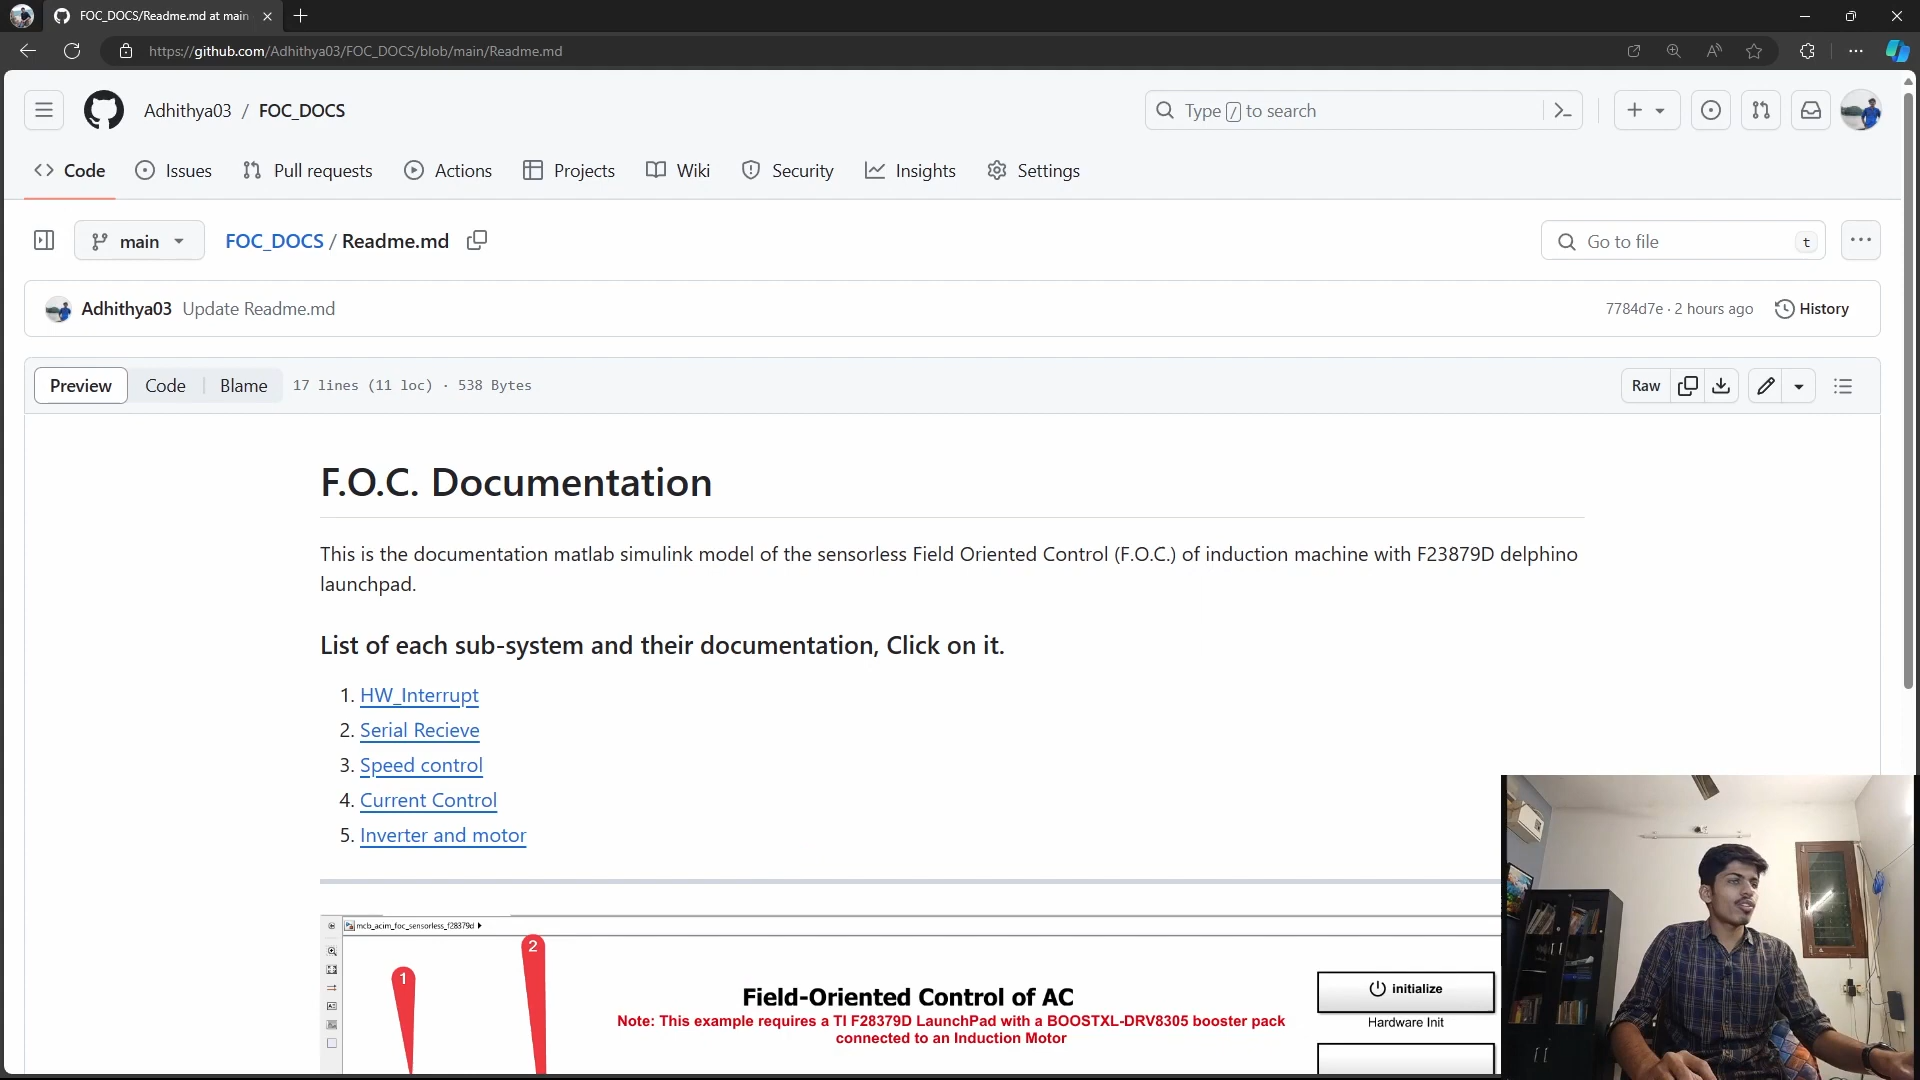 FOC_DOCS/Readme.md at main
https://github.com/Adhithya03/FOC_DOCS/blob/main/Readme.md
Adhithya03 / FOC_DOCS
Type / to search
Code Issues Pull requests Actions Projects Wiki Security Insights Settings
main FOC_DOCS / Readme.md
Go to file t
Adhithya03 Update Readme.md
7784d7e · 2 hours ago History
Preview Code Blame 17 lines (11 loc) · 538 Bytes
Raw
F.O.C. Documentation
This is the documentation matlab simulink model of the sensorless Field Oriented Control (F.O.C.) of induction machine with F23879D delphino
launchpad.
List of each sub-system and their documentation, Click on it.
1. HW_Interrupt
2. Serial Recieve
3. Speed control
4. Current Control
5. Inverter and motor
mcb_acim_foc_sensorless_f28379d
2
1
Field-Oriented Control of AC
initialize
Note: This example requires a TI F28379D LaunchPad with a BOOSTXL-DRV8305 booster pack
connected to an Induction Motor
Hardware Init